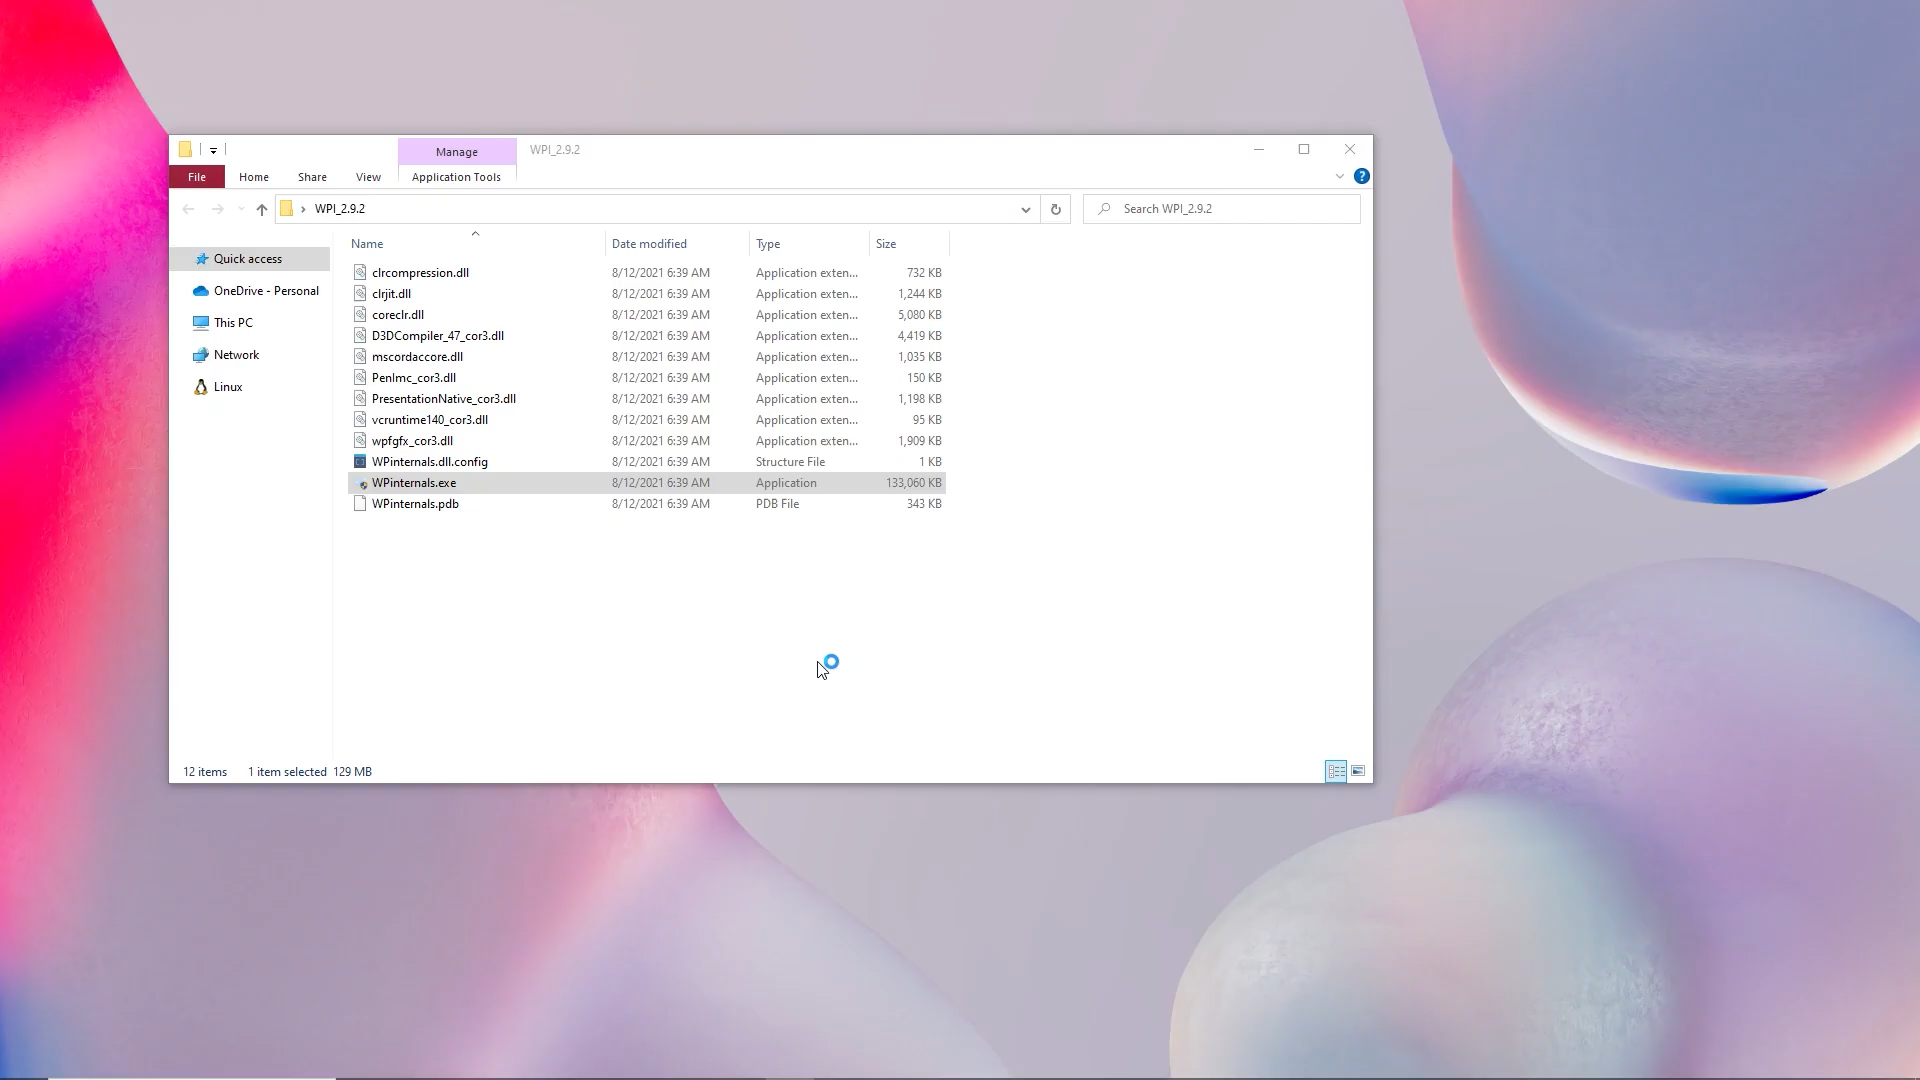 Manage
WPI_2.9.2
File Home Share View Application Tools
WPI_2.9.2
Search WPI_2.9.2
Name Date modified Type Size
Quick access
OneDrive - Personal
This PC
Network
Linux
clrcompression.dll 8/12/2021 6:39 AM Application exten... 732 KB
clrjit.dll 8/12/2021 6:39 AM Application exten... 1,244 KB
coreclr.dll 8/12/2021 6:39 AM Application exten... 5,080 KB
D3DCompiler_47_cor3.dll 8/12/2021 6:39 AM Application exten... 4,419 KB
mscordaccore.dll 8/12/2021 6:39 AM Application exten... 1,035 KB
PenImc_cor3.dll 8/12/2021 6:39 AM Application exten... 150 KB
PresentationNative_cor3.dll 8/12/2021 6:39 AM Application exten... 1,198 KB
vcruntime140_cor3.dll 8/12/2021 6:39 AM Application exten... 95 KB
wpfgfx_cor3.dll 8/12/2021 6:39 AM Application exten... 1,909 KB
WPinternals.dll.config 8/12/2021 6:39 AM Structure File 1 KB
WPinternals.exe 8/12/2021 6:39 AM Application 133,060 KB
WPinternals.pdb 8/12/2021 6:39 AM PDB File 343 KB
12 items 1 item selected 129 MB